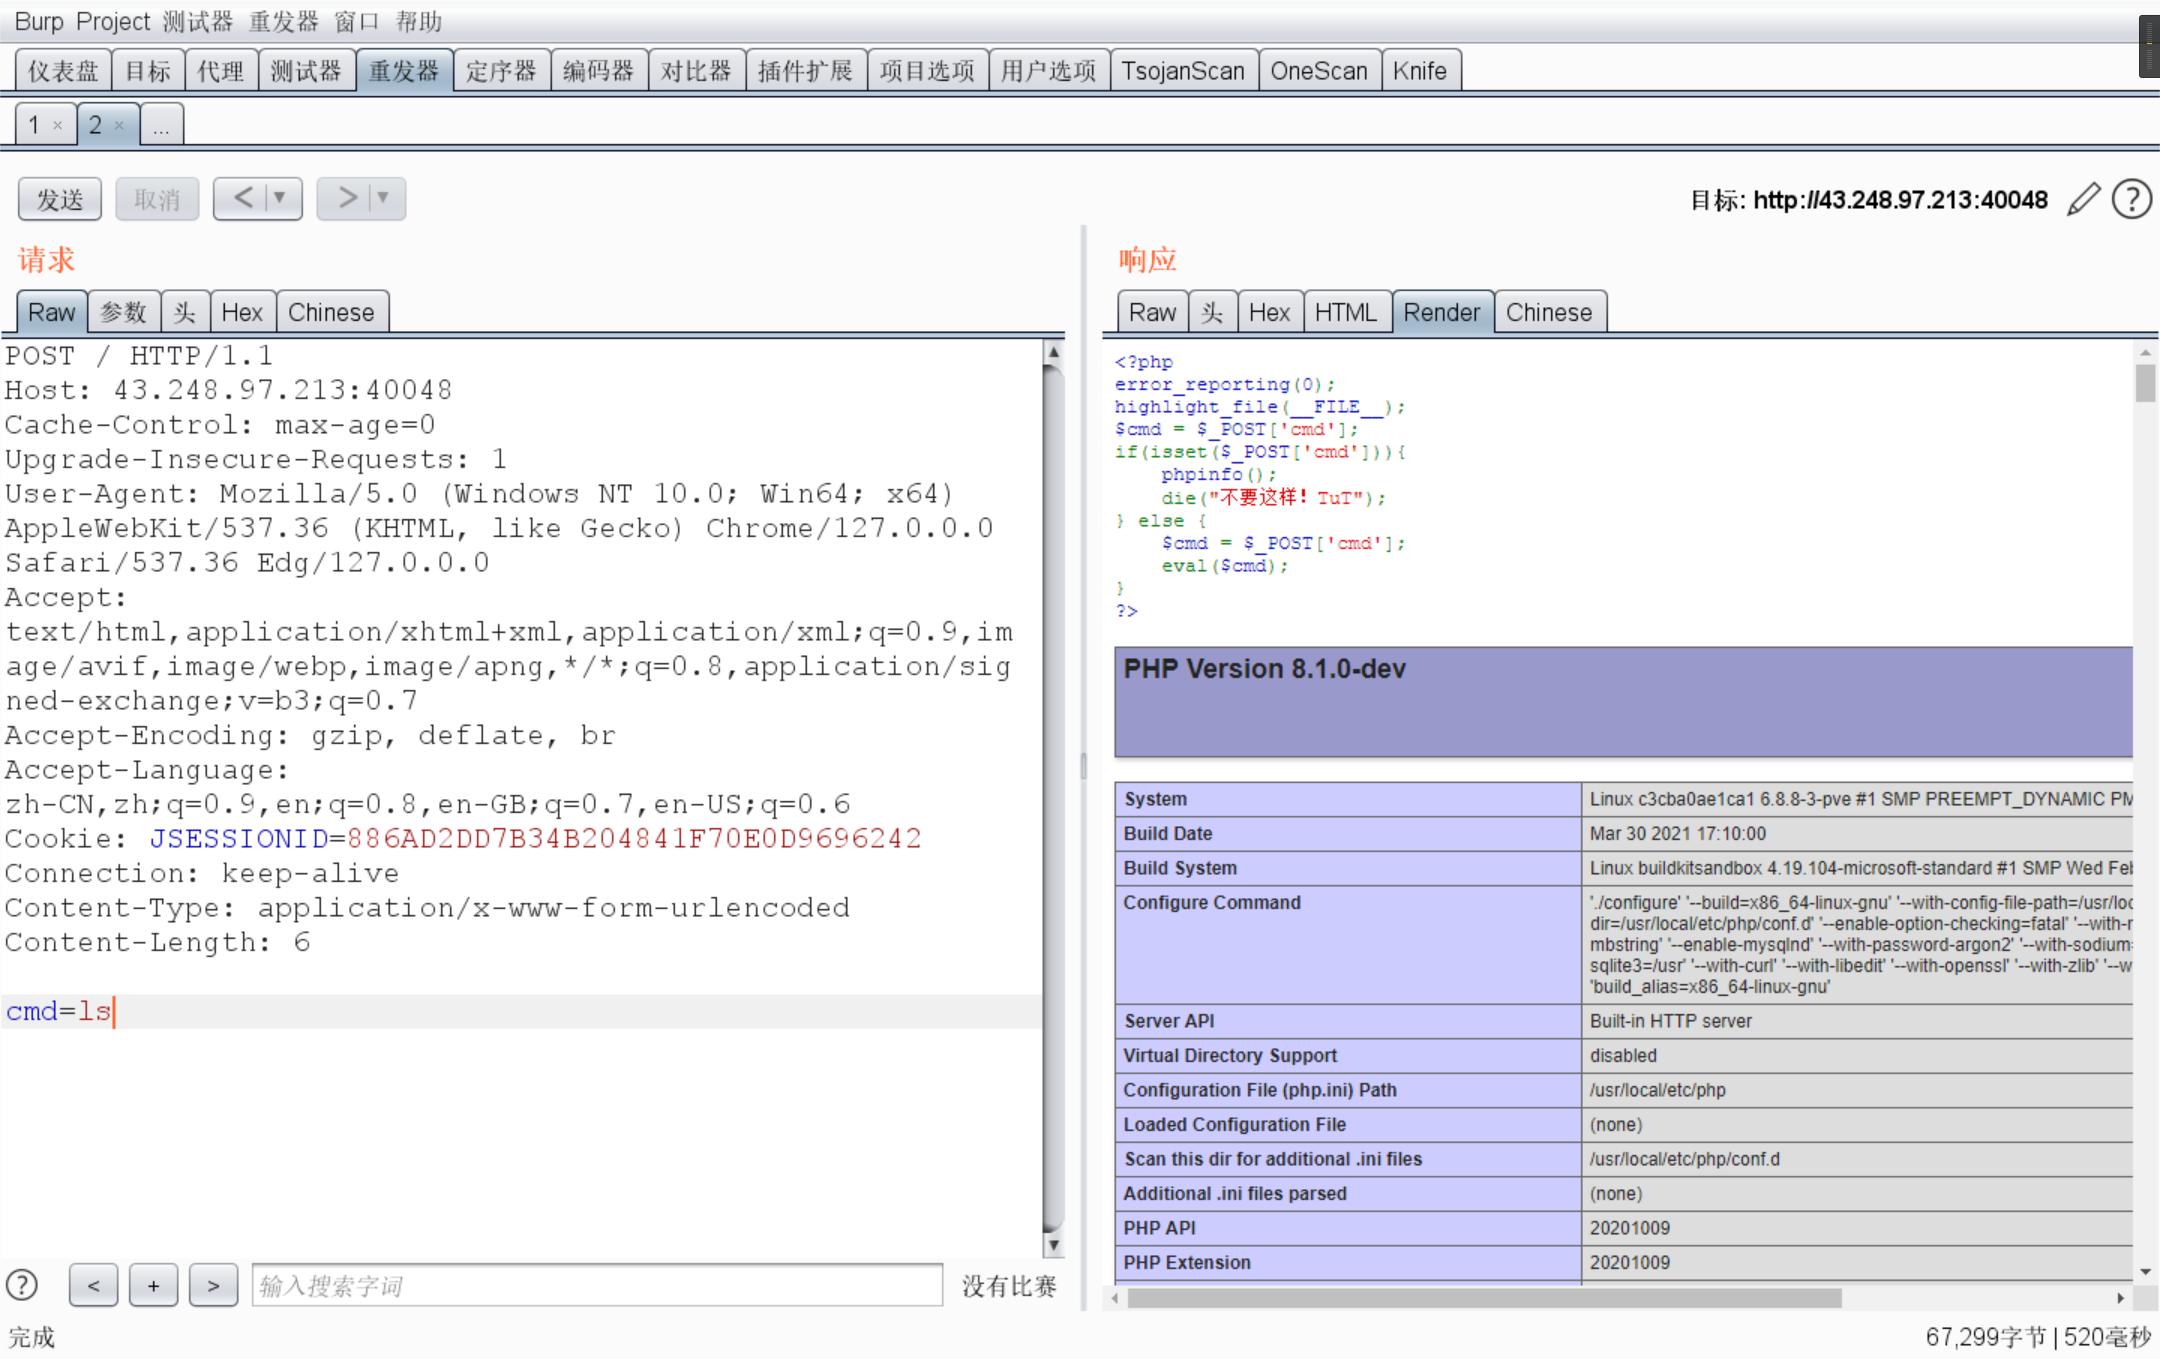 Burp Project 测试器 重发器 窗口 帮助
仪表盘 目标 代理 测试器 重发器 定序器 编码器 对比器 插件扩展 项目选项 用户选项 TsojanScan OneScan Knife
1 × 2 × ...
发送 取消 < ▼ > ▼ 目标: http://43.248.97.213:40048
请求
Raw 参数 头 Hex Chinese
POST / HTTP/1.1
Host: 43.248.97.213:40048
Cache-Control: max-age=0
Upgrade-Insecure-Requests: 1
User-Agent: Mozilla/5.0 (Windows NT 10.0; Win64; x64)
AppleWebKit/537.36 (KHTML, like Gecko) Chrome/127.0.0.0
Safari/537.36 Edg/127.0.0.0
Accept:
text/html,application/xhtml+xml,application/xml;q=0.9,im
age/avif,image/webp,image/apng,*/*;q=0.8,application/sig
ned-exchange;v=b3;q=0.7
Accept-Encoding: gzip, deflate, br
Accept-Language:
zh-CN,zh;q=0.9,en;q=0.8,en-GB;q=0.7,en-US;q=0.6
Cookie: JSESSIONID=886AD2DD7B34B204841F70E0D9696242
Connection: keep-alive
Content-Type: application/x-www-form-urlencoded
Content-Length: 6
cmd=ls
? < + > 输入搜索字词 没有比赛
响应
Raw 头 Hex HTML Render Chinese
<?php
error_reporting(0);
highlight_file(__FILE__);
$cmd = $_POST['cmd'];
if(isset($_POST['cmd'])){
    phpinfo();
    die("不要这样！TuT");
} else {
    $cmd = $_POST['cmd'];
    eval($cmd);
}
?>
PHP Version 8.1.0-dev
System Linux c3cba0ae1ca1 6.8.8-3-pve #1 SMP PREEMPT_DYNAMIC PM
Build Date Mar 30 2021 17:10:00
Build System Linux buildkitsandbox 4.19.104-microsoft-standard #1 SMP Wed Feb
Configure Command './configure' '--build=x86_64-linux-gnu' '--with-config-file-path=/usr/loc
dir=/usr/local/etc/php/conf.d' '--enable-option-checking=fatal' '--with-
mbstring' '--enable-mysqlnd' '--with-password-argon2' '--with-sodium=
sqlite3=/usr' '--with-curl' '--with-libedit' '--with-openssl' '--with-zlib' '--w
'build_alias=x86_64-linux-gnu'
Server API Built-in HTTP server
Virtual Directory Support disabled
Configuration File (php.ini) Path /usr/local/etc/php
Loaded Configuration File (none)
Scan this dir for additional .ini files /usr/local/etc/php/conf.d
Additional .ini files parsed (none)
PHP API 20201009
PHP Extension 20201009
完成 67,299字节 | 520毫秒